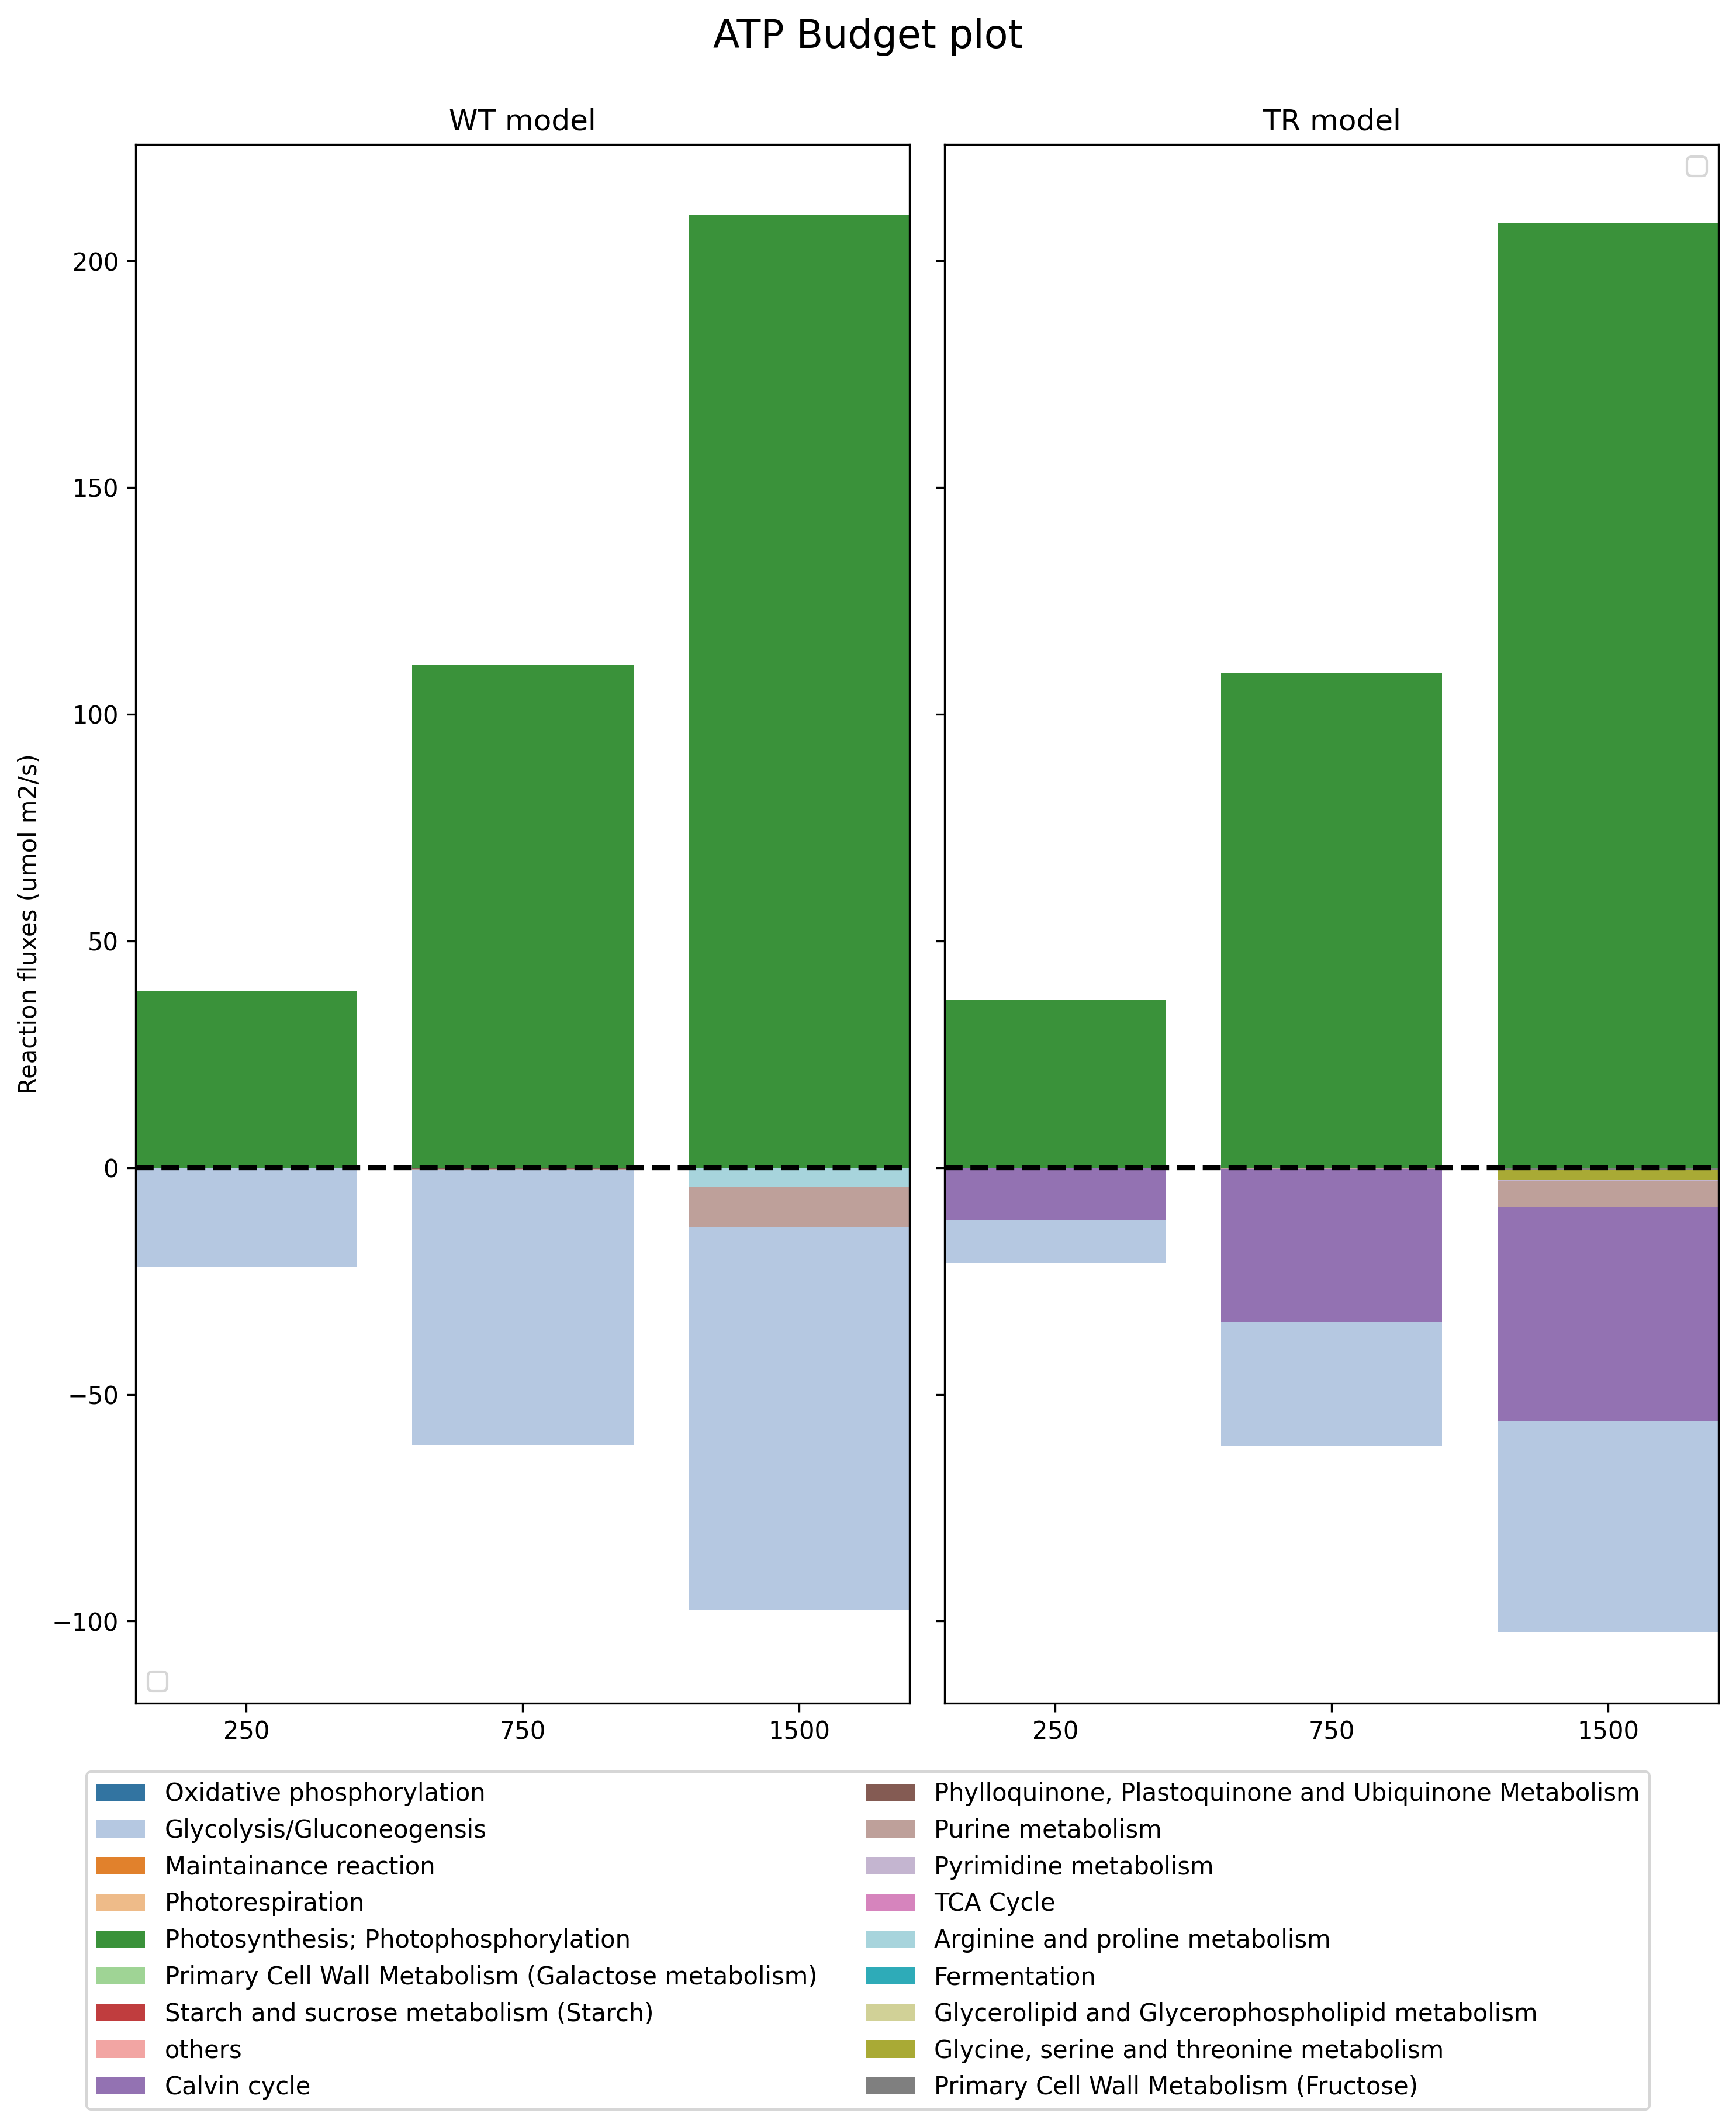 ATP Budget plot
WT model
TR model
Reaction fluxes (umol m2/s)
200
150
100
50
0
−50
−100
250
750
1500
250
750
1500
Oxidative phosphorylation
Glycolysis/Gluconeogensis
Maintainance reaction
Photorespiration
Photosynthesis; Photophosphorylation
Primary Cell Wall Metabolism (Galactose metabolism)
Starch and sucrose metabolism (Starch)
others
Calvin cycle
Phylloquinone, Plastoquinone and Ubiquinone Metabolism
Purine metabolism
Pyrimidine metabolism
TCA Cycle
Arginine and proline metabolism
Fermentation
Glycerolipid and Glycerophospholipid metabolism
Glycine, serine and threonine metabolism
Primary Cell Wall Metabolism (Fructose)